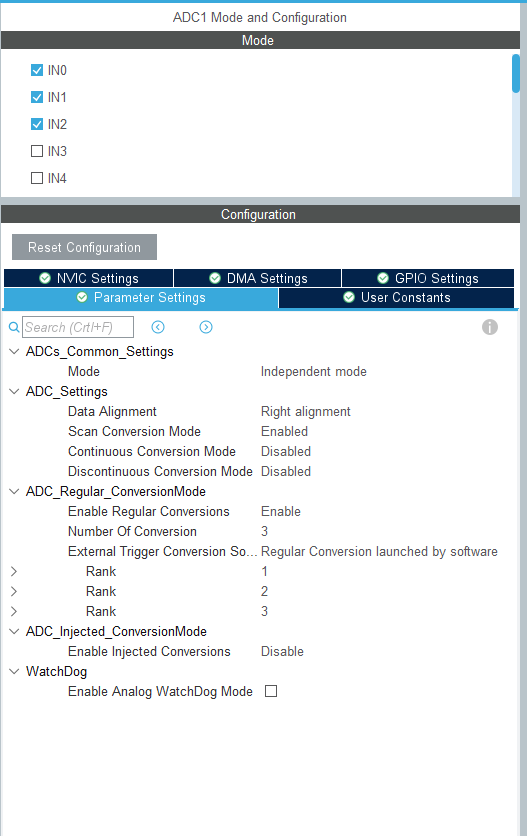 ADC1 Mode and Configuration
Mode
IN0
IN1
IN2
IN3
IN4
Configuration
Reset Configuration
NVIC Settings
DMA Settings
GPIO Settings
Parameter Settings
User Constants
Search (Crtl+F)
ADCs_Common_Settings
Mode Independent mode
ADC_Settings
Data Alignment Right alignment
Scan Conversion Mode Enabled
Continuous Conversion Mode Disabled
Discontinuous Conversion Mode Disabled
ADC_Regular_ConversionMode
Enable Regular Conversions Enable
Number Of Conversion 3
External Trigger Conversion So... Regular Conversion launched by software
Rank 1
Rank 2
Rank 3
ADC_Injected_ConversionMode
Enable Injected Conversions Disable
WatchDog
Enable Analog WatchDog Mode